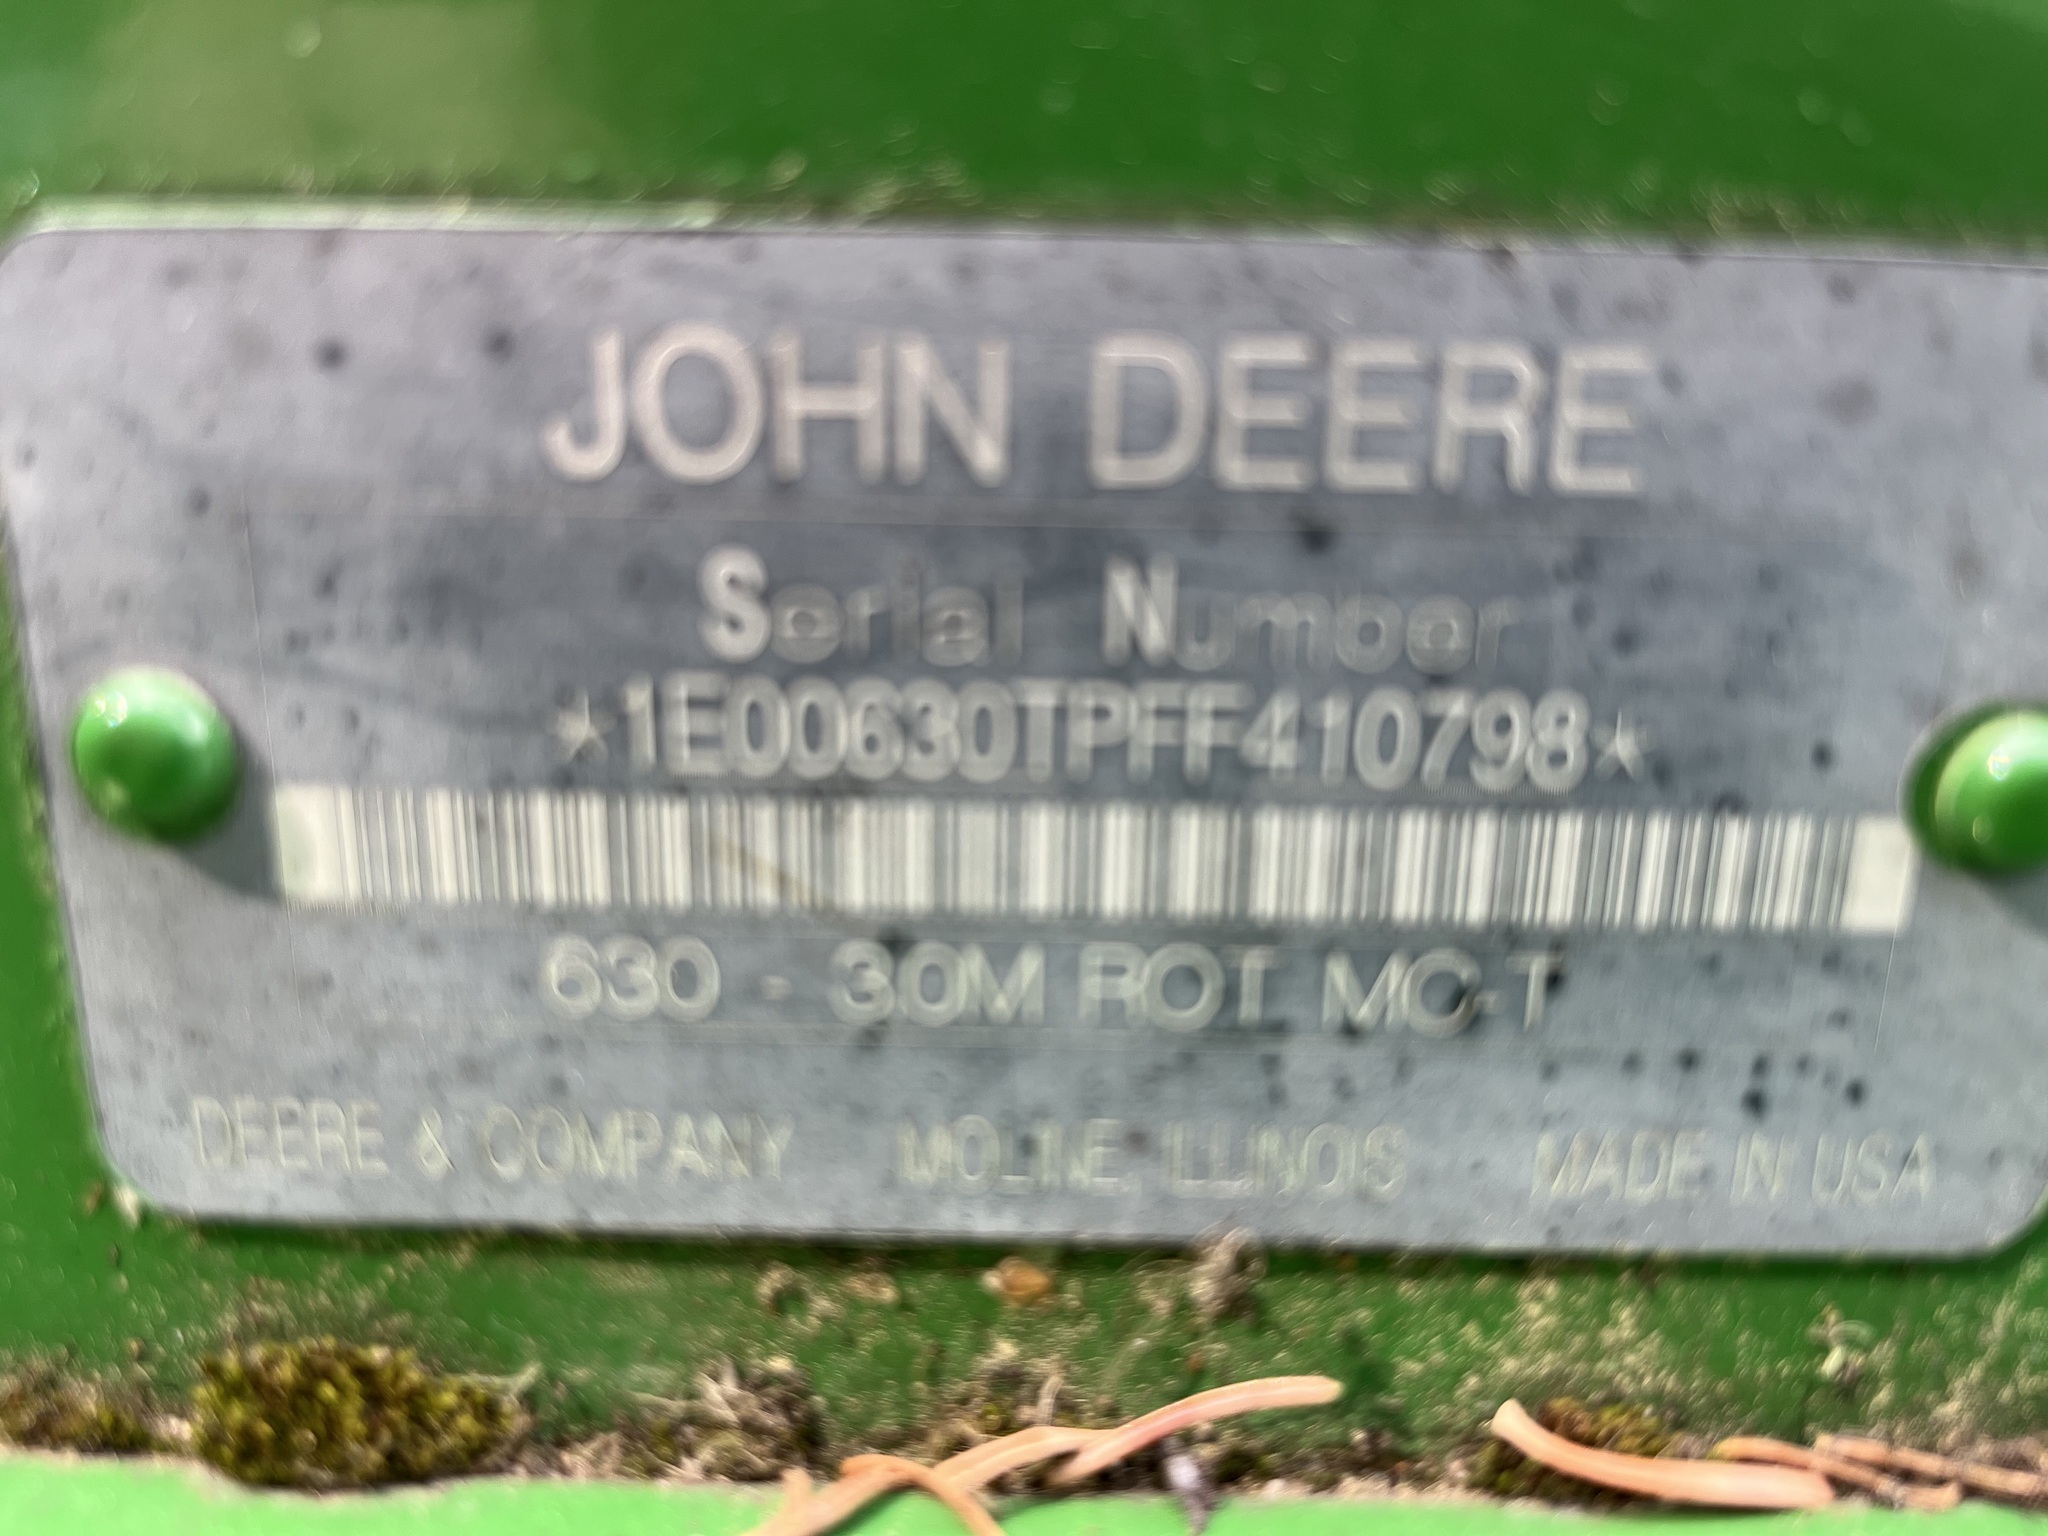 JOHN DEERE
Serial Number
*1E00630TPFF410798*
630 - 3.0M ROT MC-T
DEERE & COMPANY MOLINE, ILLINOIS MADE IN USA